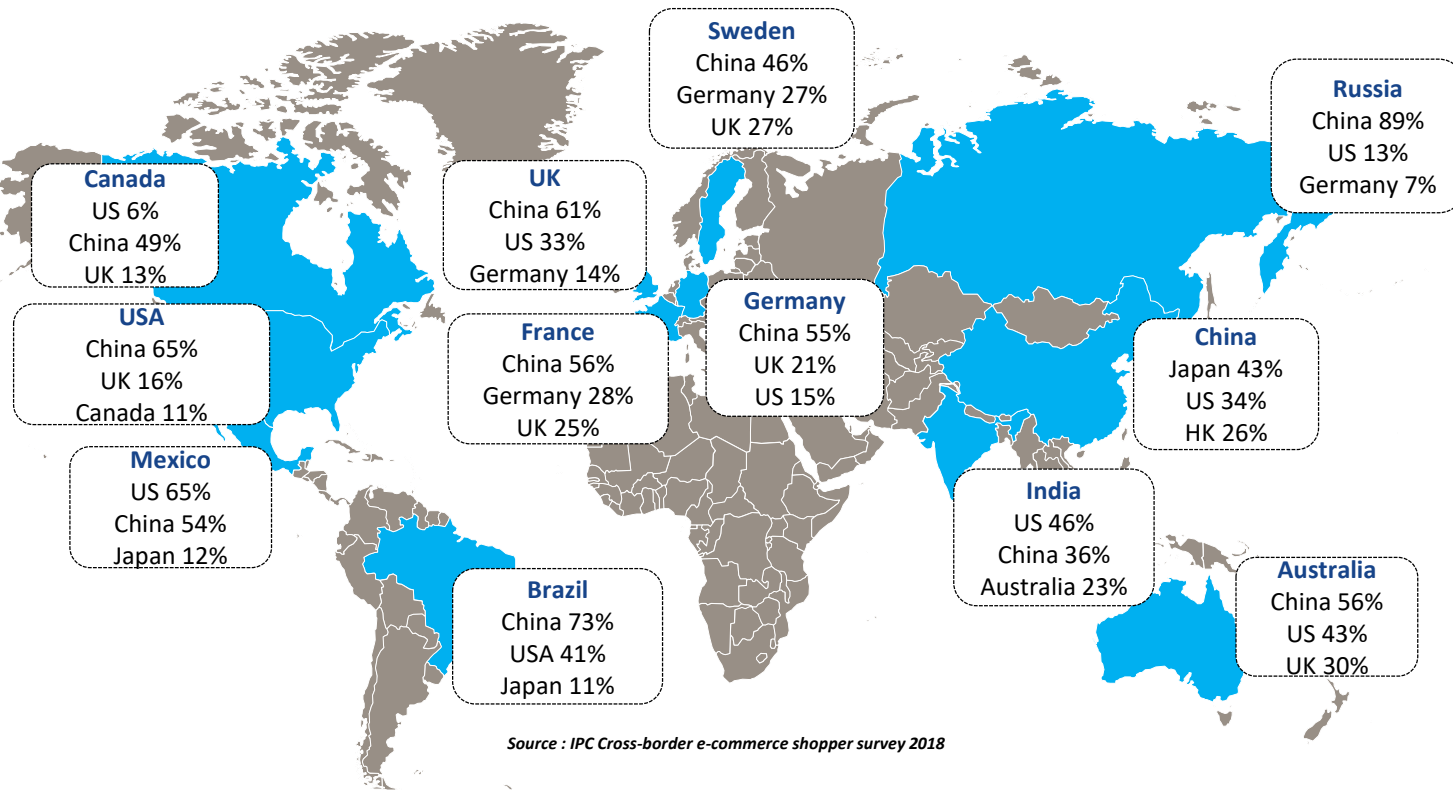 Sweden
China 46%
Germany 27%
UK 27%
Russia
China 89%
US 13%
Germany 7%
Canada
US 6%
China 49%
UK 13%
UK
China 61%
US 33%
Germany 14%
USA
China 65%
UK 16%
Canada 11%
France
China 56%
Germany 28%
UK 25%
Germany
China 55%
UK 21%
US 15%
China
Japan 43%
US 34%
HK 26%
Mexico
US 65%
China 54%
Japan 12%
India
US 46%
China 36%
Australia 23%
Brazil
China 73%
USA 41%
Japan 11%
Australia
China 56%
US 43%
UK 30%
Source : IPC Cross-border e-commerce shopper survey 2018